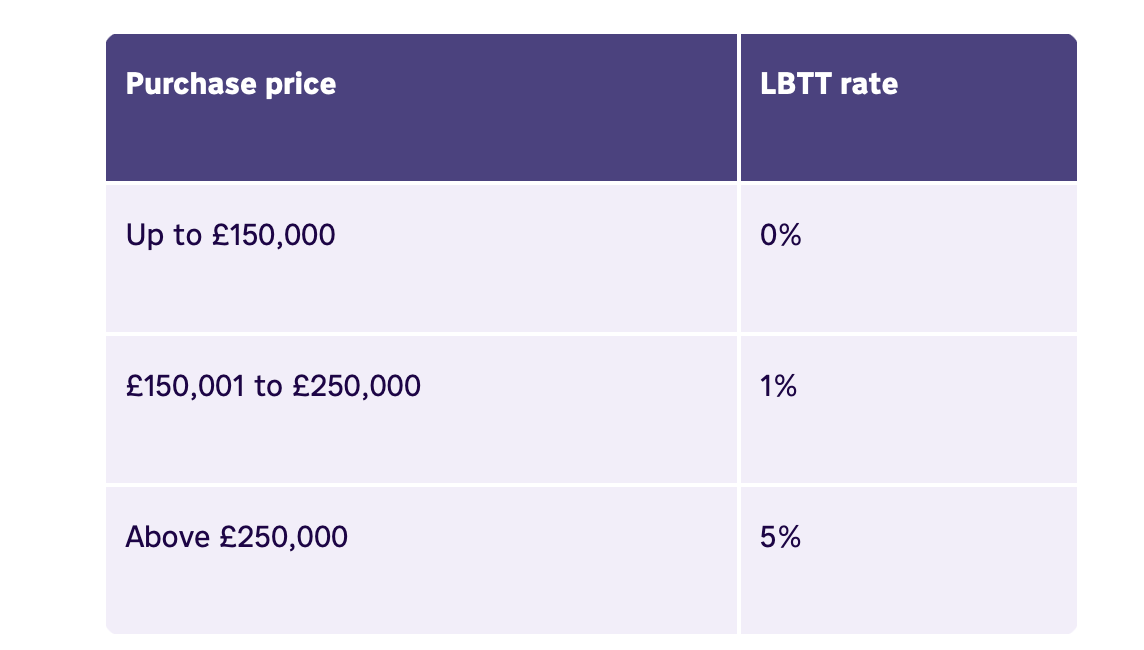 Purchase price LBTT rate
Up to £150,000 0%
£150,001 to £250,000 1%
Above £250,000 5%